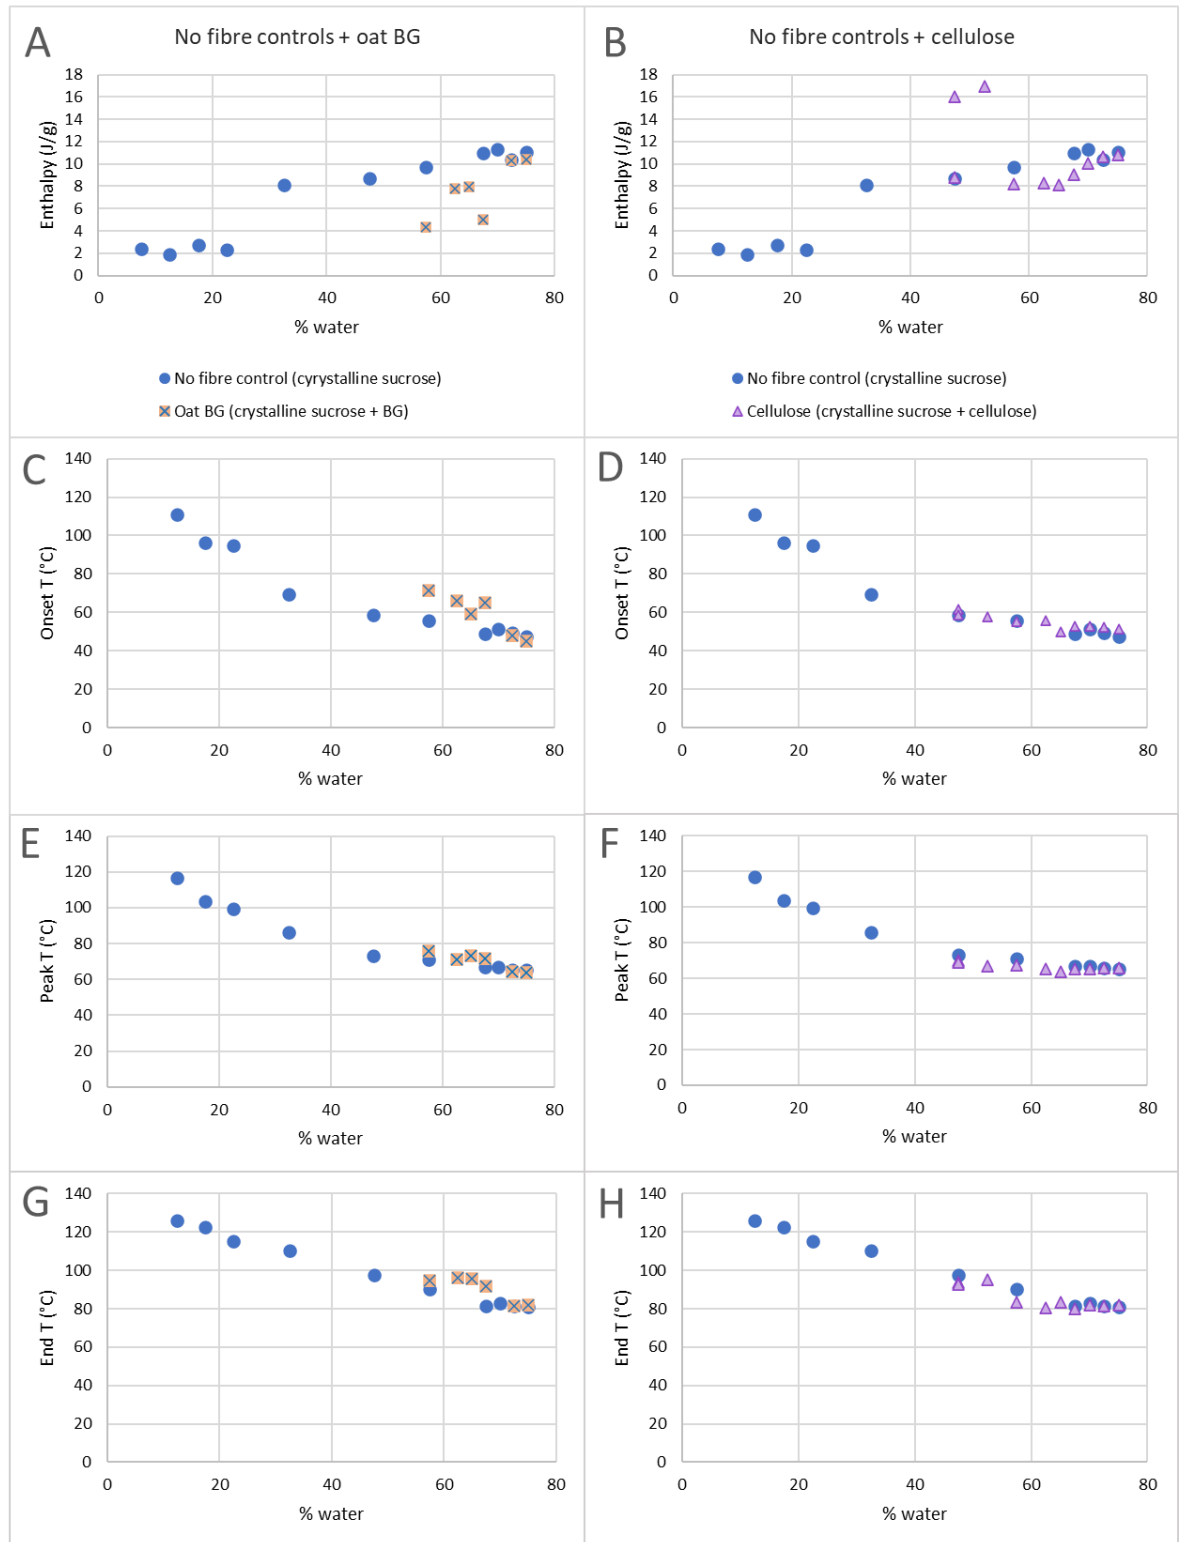 A
No fibre controls + oat BG
18
16
14
12
10
8
6
4
2
0
Enthalpy (J/g)
0 20 40 60 80
% water
No fibre control (cyrystalline sucrose)
Oat BG (crystalline sucrose + BG)
B
No fibre controls + cellulose
18
16
14
12
10
8
6
4
2
0
Enthalpy (J/g)
0 20 40 60 80
% water
No fibre control (crystalline sucrose)
Cellulose (crystalline sucrose + cellulose)
C
140
120
100
80
60
40
20
0
Onset T (°C)
0 20 40 60 80
% water
D
140
120
100
80
60
40
20
0
Onset T (°C)
0 20 40 60 80
% water
E
140
120
100
80
60
40
20
0
Peak T (°C)
0 20 40 60 80
% water
F
140
120
100
80
60
40
20
0
Peak T (°C)
0 20 40 60 80
% water
G
140
120
100
80
60
40
20
0
End T (°C)
0 20 40 60 80
% water
H
140
120
100
80
60
40
20
0
End T (°C)
0 20 40 60 80
% water